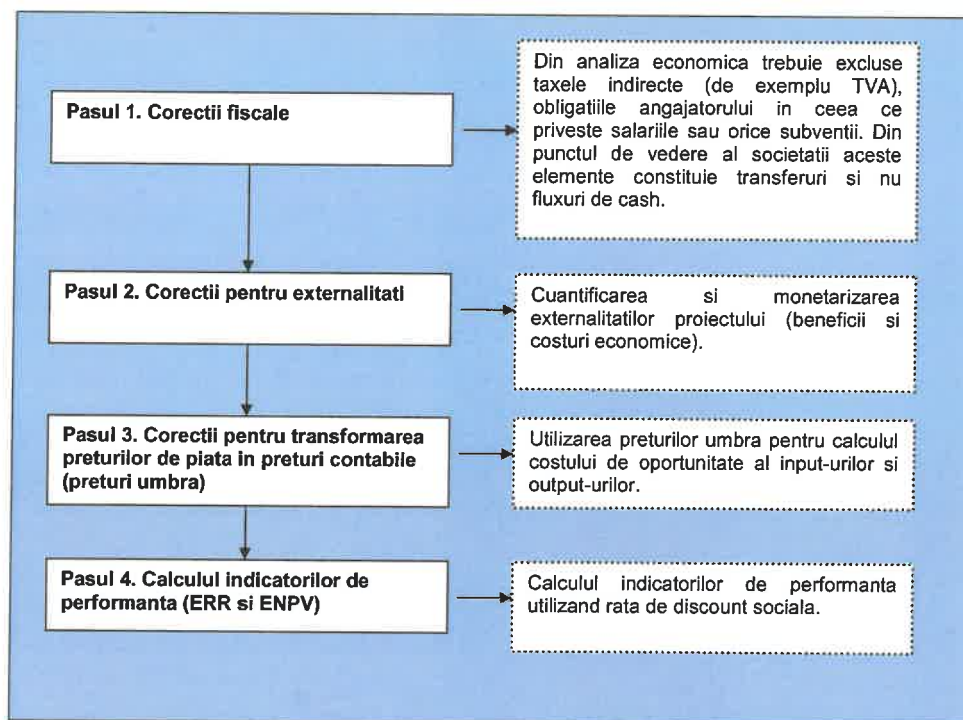 Pasul 1. Corectii fiscale
Din analiza economica trebuie excluse
taxele indirecte (de exemplu TVA),
obligatiile angajatorului in ceea ce
priveste salariile sau orice subventii. Din
punctul de vedere al societatii aceste
elemente constituie transferuri si nu
fluxuri de cash.
Pasul 2. Corectii pentru externalitati
Cuantificarea si monetarizarea
externalitatilor proiectului (beneficii si
costuri economice).
Pasul 3. Corectii pentru transformarea
preturilor de piata in preturi contabile
(preturi umbra)
Utilizarea preturilor umbra pentru calculul
costului de oportunitate al input-urilor si
output-urilor.
Pasul 4. Calculul indicatorilor de
performanta (ERR si ENPV)
Calculul indicatorilor de performanta
utilizand rata de discount sociala.